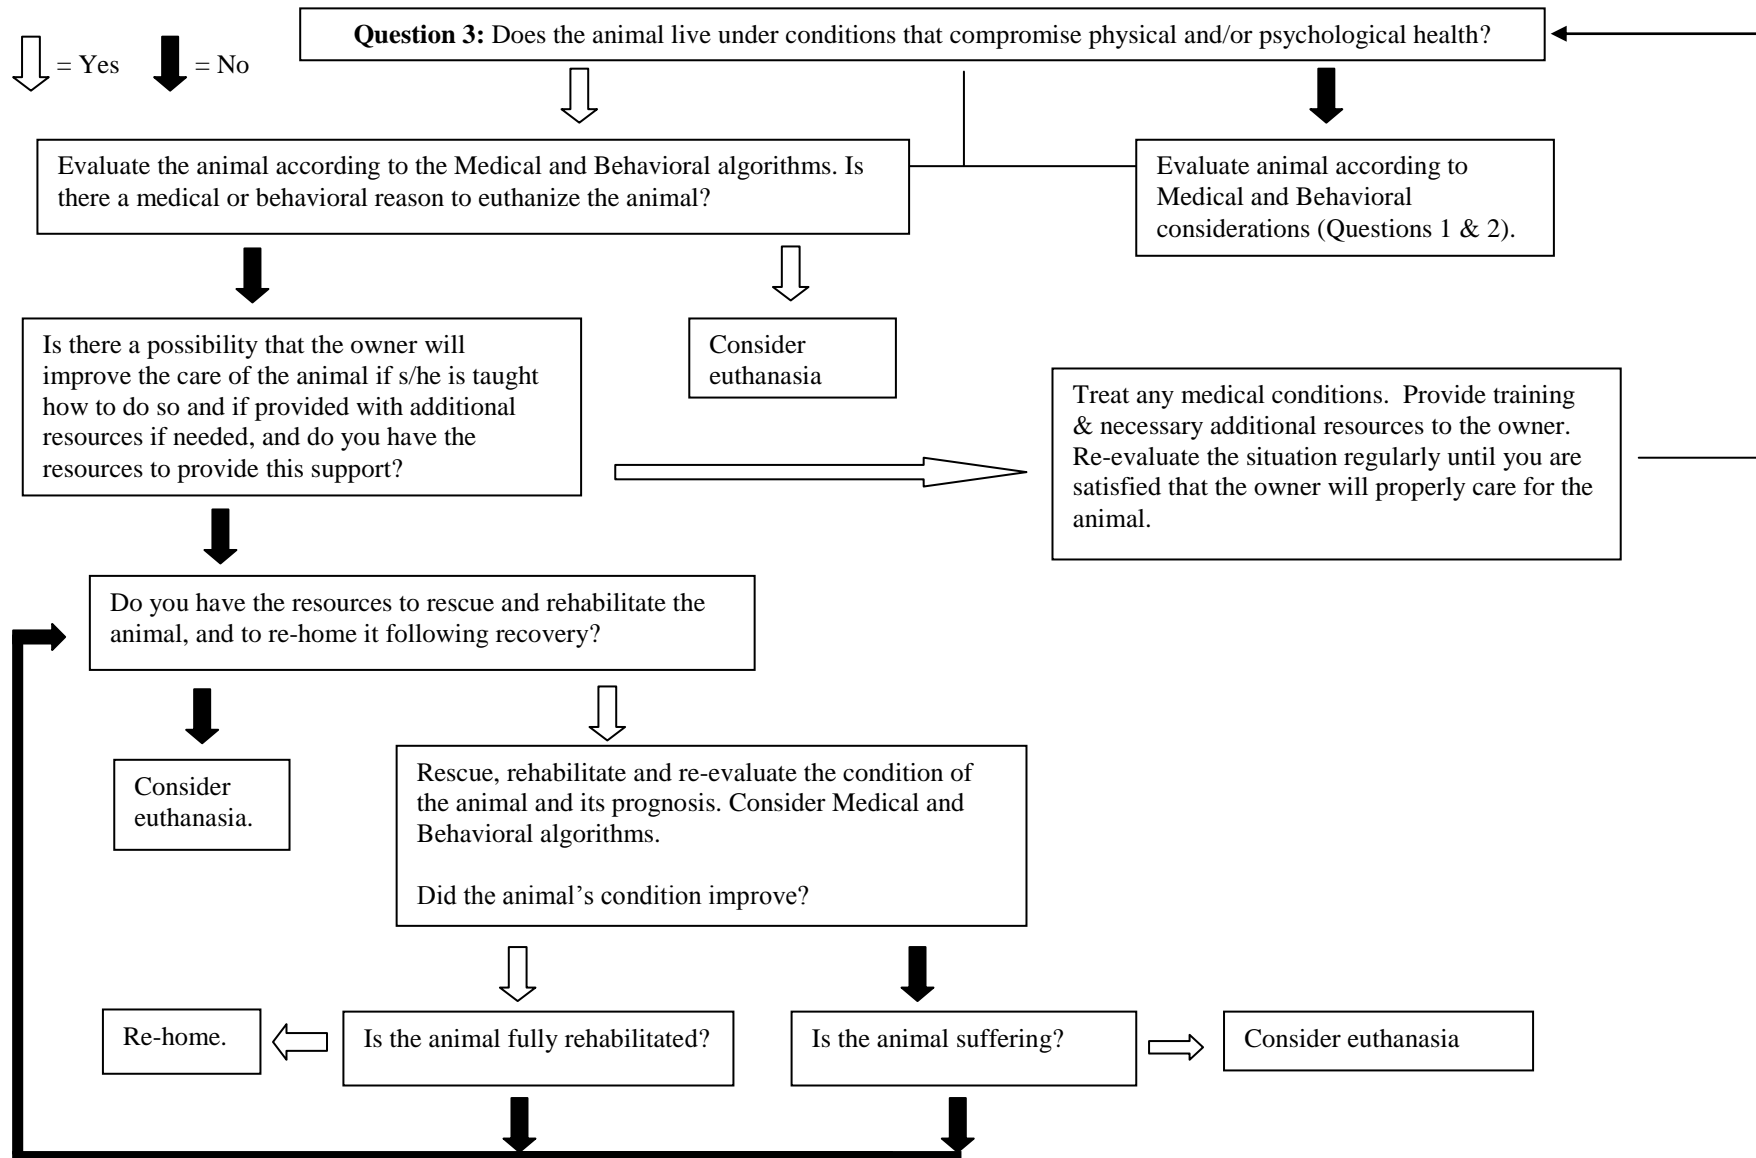 Question 3: Does the animal live under conditions that compromise physical and/or psychological health?
= Yes
= No
Evaluate the animal according to the Medical and Behavioral algorithms. Is
there a medical or behavioral reason to euthanize the animal?
Evaluate animal according to
Medical and Behavioral
considerations (Questions 1 & 2).
Is there a possibility that the owner will
improve the care of the animal if s/he is taught
how to do so and if provided with additional
resources if needed, and do you have the
resources to provide this support?
Consider
euthanasia
Treat any medical conditions.  Provide training
& necessary additional resources to the owner.
Re-evaluate the situation regularly until you are
satisfied that the owner will properly care for the
animal.
Do you have the resources to rescue and rehabilitate the
animal, and to re-home it following recovery?
Consider
euthanasia.
Rescue, rehabilitate and re-evaluate the condition of
the animal and its prognosis. Consider Medical and
Behavioral algorithms.
Did the animal’s condition improve?
Re-home.
Is the animal fully rehabilitated?
Is the animal suffering?
Consider euthanasia